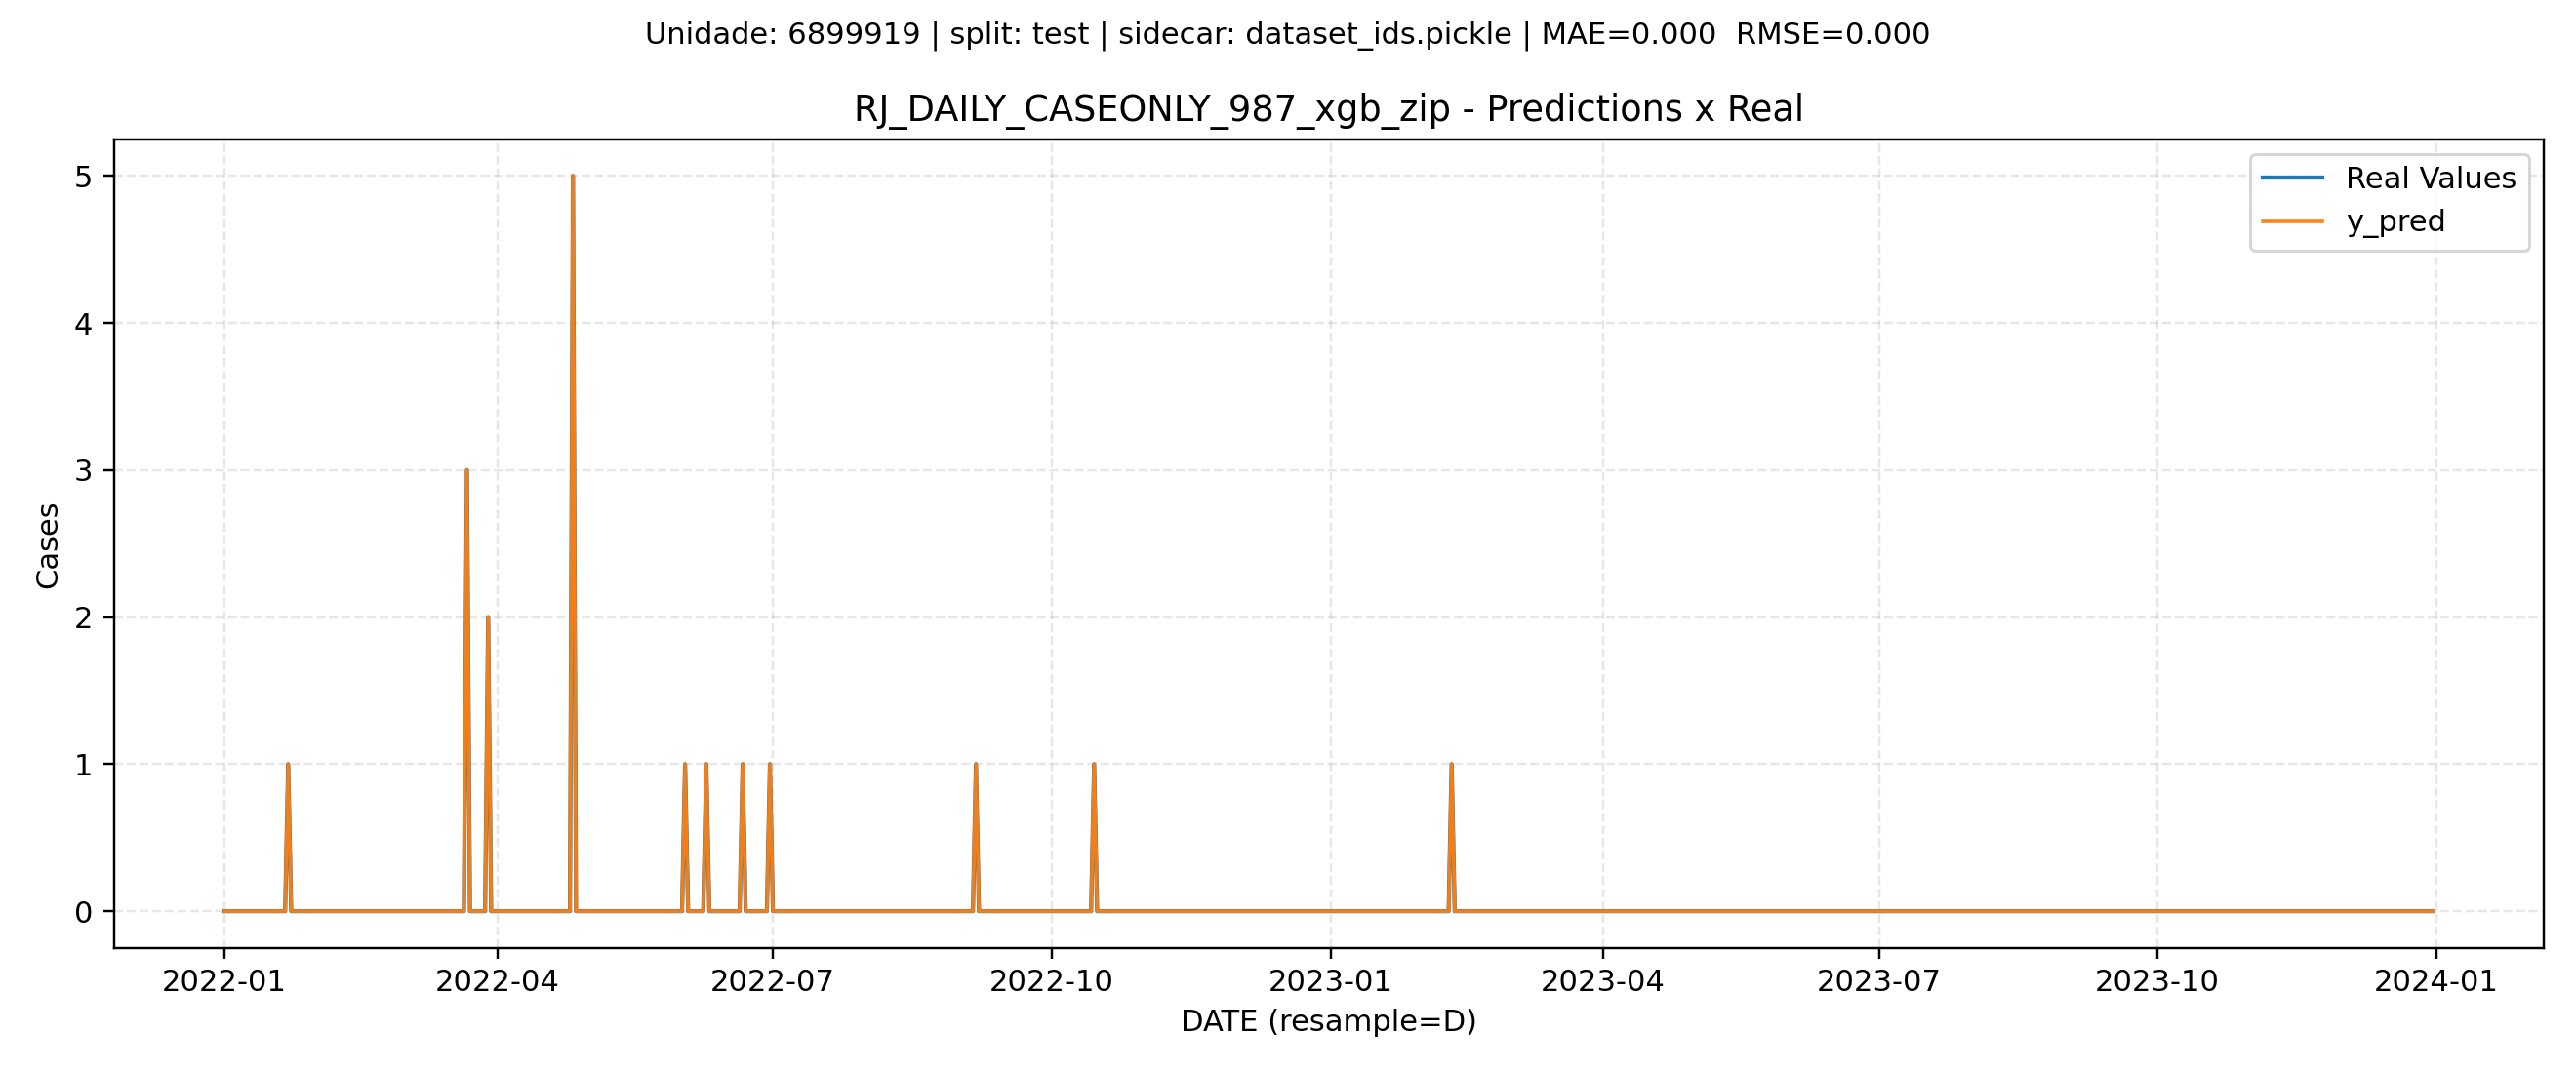 Unidade: 6899919 | split: test | sidecar: dataset_ids.pickle | MAE=0.000  RMSE=0.000
RJ_DAILY_CASEONLY_987_xgb_zip - Predictions x Real
Real Values
y_pred
Cases
5
4
3
2
1
0
2022-01 2022-04 2022-07 2022-10 2023-01 2023-04 2023-07 2023-10 2024-01
DATE (resample=D)